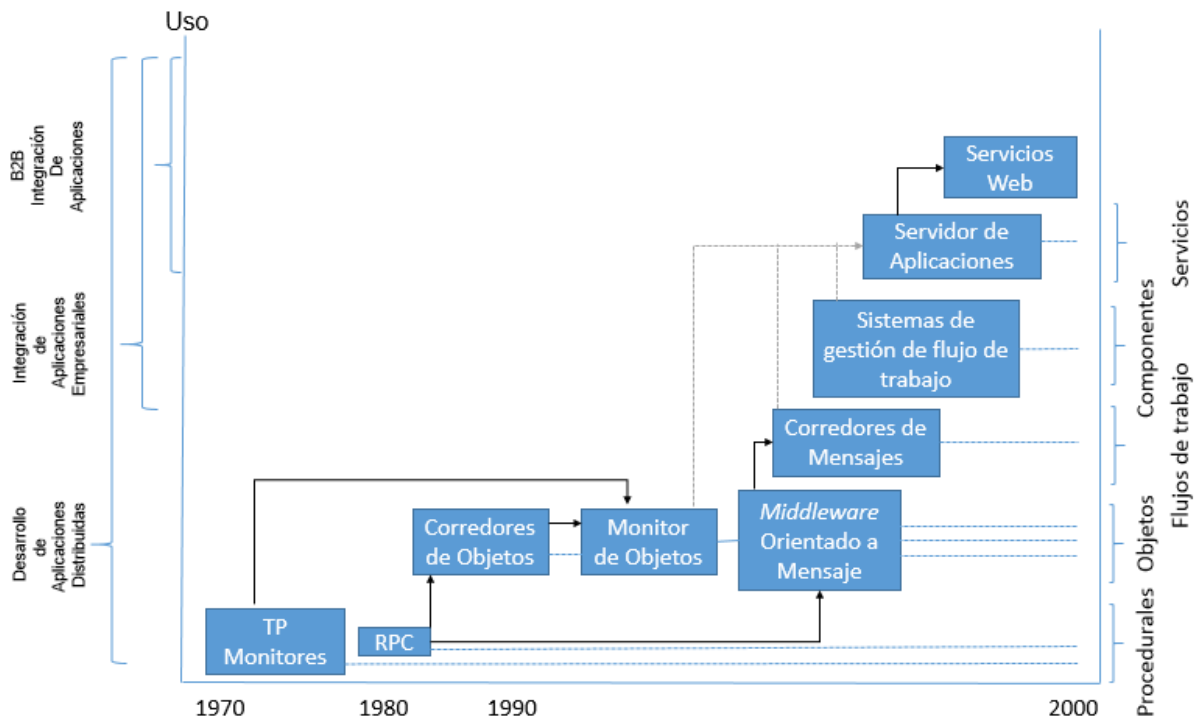 Uso
B2B
Integración
De
Aplicaciones
Integración
de
Aplicaciones
Empresariales
Desarrollo
de
Aplicaciones
Distribuidas
Servicios
Web
Servidor de
Aplicaciones
Sistemas de
gestión de flujo de
trabajo
Corredores de
Mensajes
Corredores
de Objetos
Monitor
de Objetos
Middleware
Orientado a
Mensaje
TP
Monitores
RPC
Servicios
Componentes
Flujos de trabajo
Objetos
Procedurales
1970
1980
1990
2000